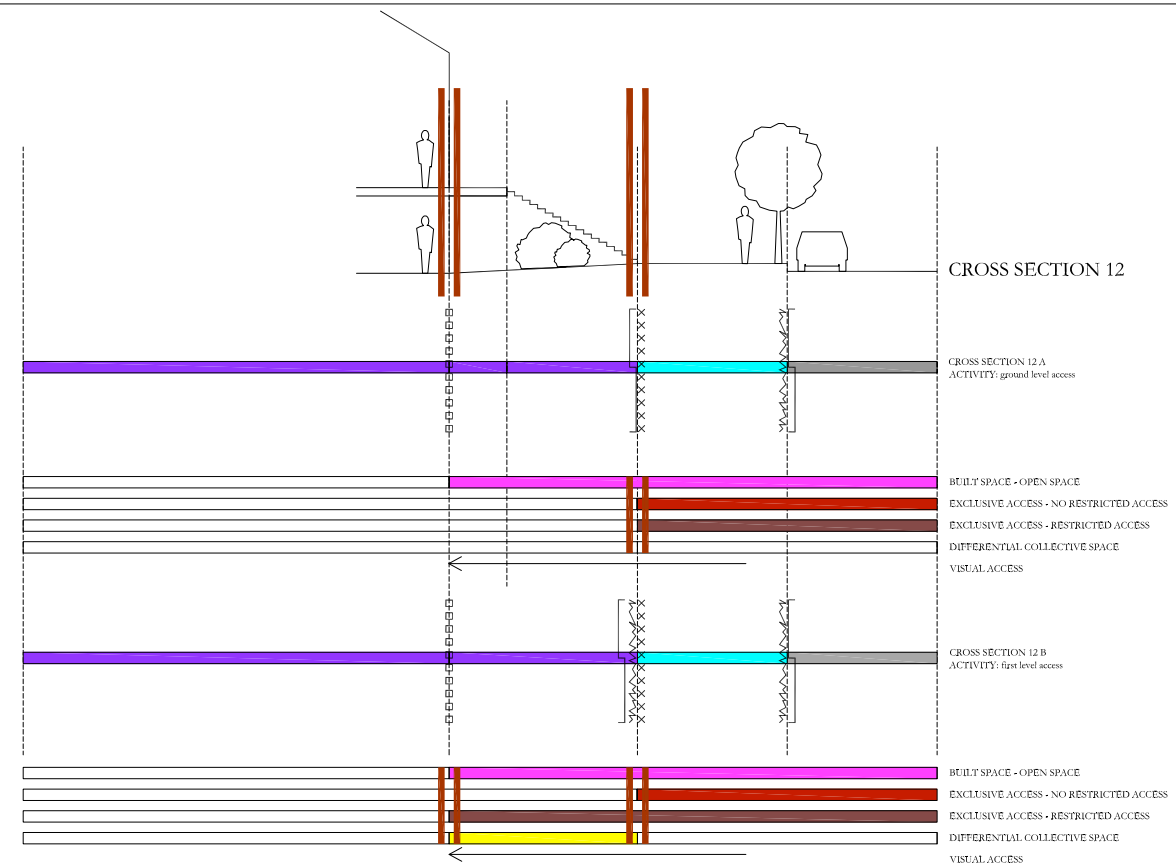 CROSS SECTION 12
CROSS SECTION 12 A
ACTIVITY: ground level access
BUILT SPACE - OPEN SPACE
EXCLUSIVE ACCESS - NO RESTRICTED ACCESS
EXCLUSIVE ACCESS - RESTRICTED ACCESS
DIFFERENTIAL COLLECTIVE SPACE
VISUAL ACCESS
CROSS SECTION 12 B
ACTIVITY: first level access
BUILT SPACE - OPEN SPACE
EXCLUSIVE ACCESS - NO RESTRICTED ACCESS
EXCLUSIVE ACCESS - RESTRICTED ACCESS
DIFFERENTIAL COLLECTIVE SPACE
VISUAL ACCESS